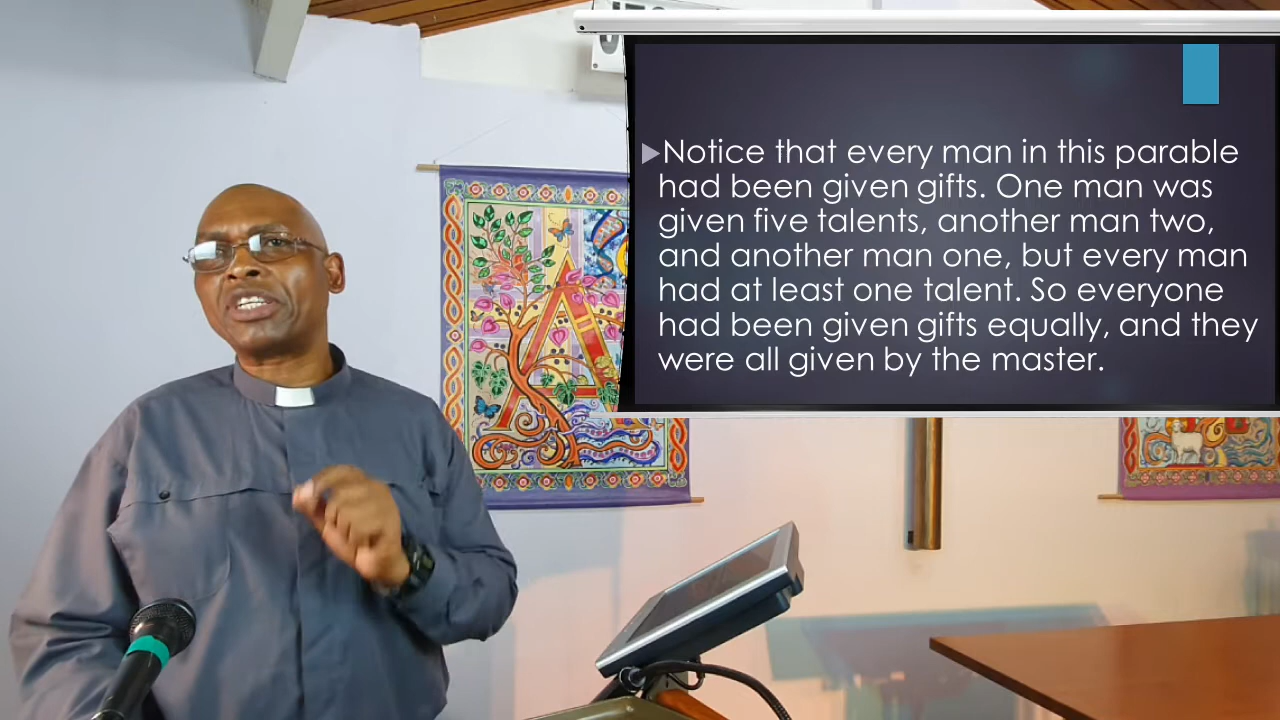 Notice that every man in this parable
had been given gifts. One man was
given five talents, another man two,
and another man one, but every man
had at least one talent. So everyone
had been given gifts equally, and they
were all given by the master.